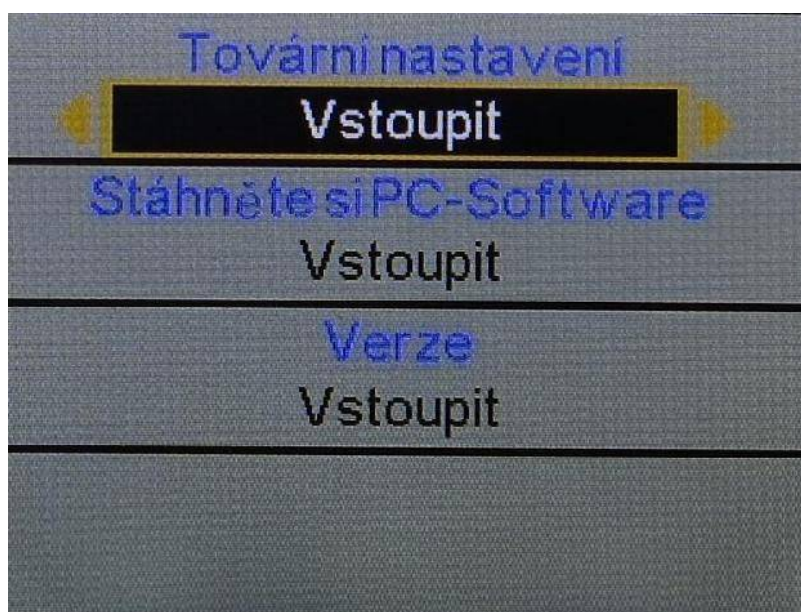 Tovární nastavení
Vstoupit
Stáhněte si PC-Software
Vstoupit
Verze
Vstoupit